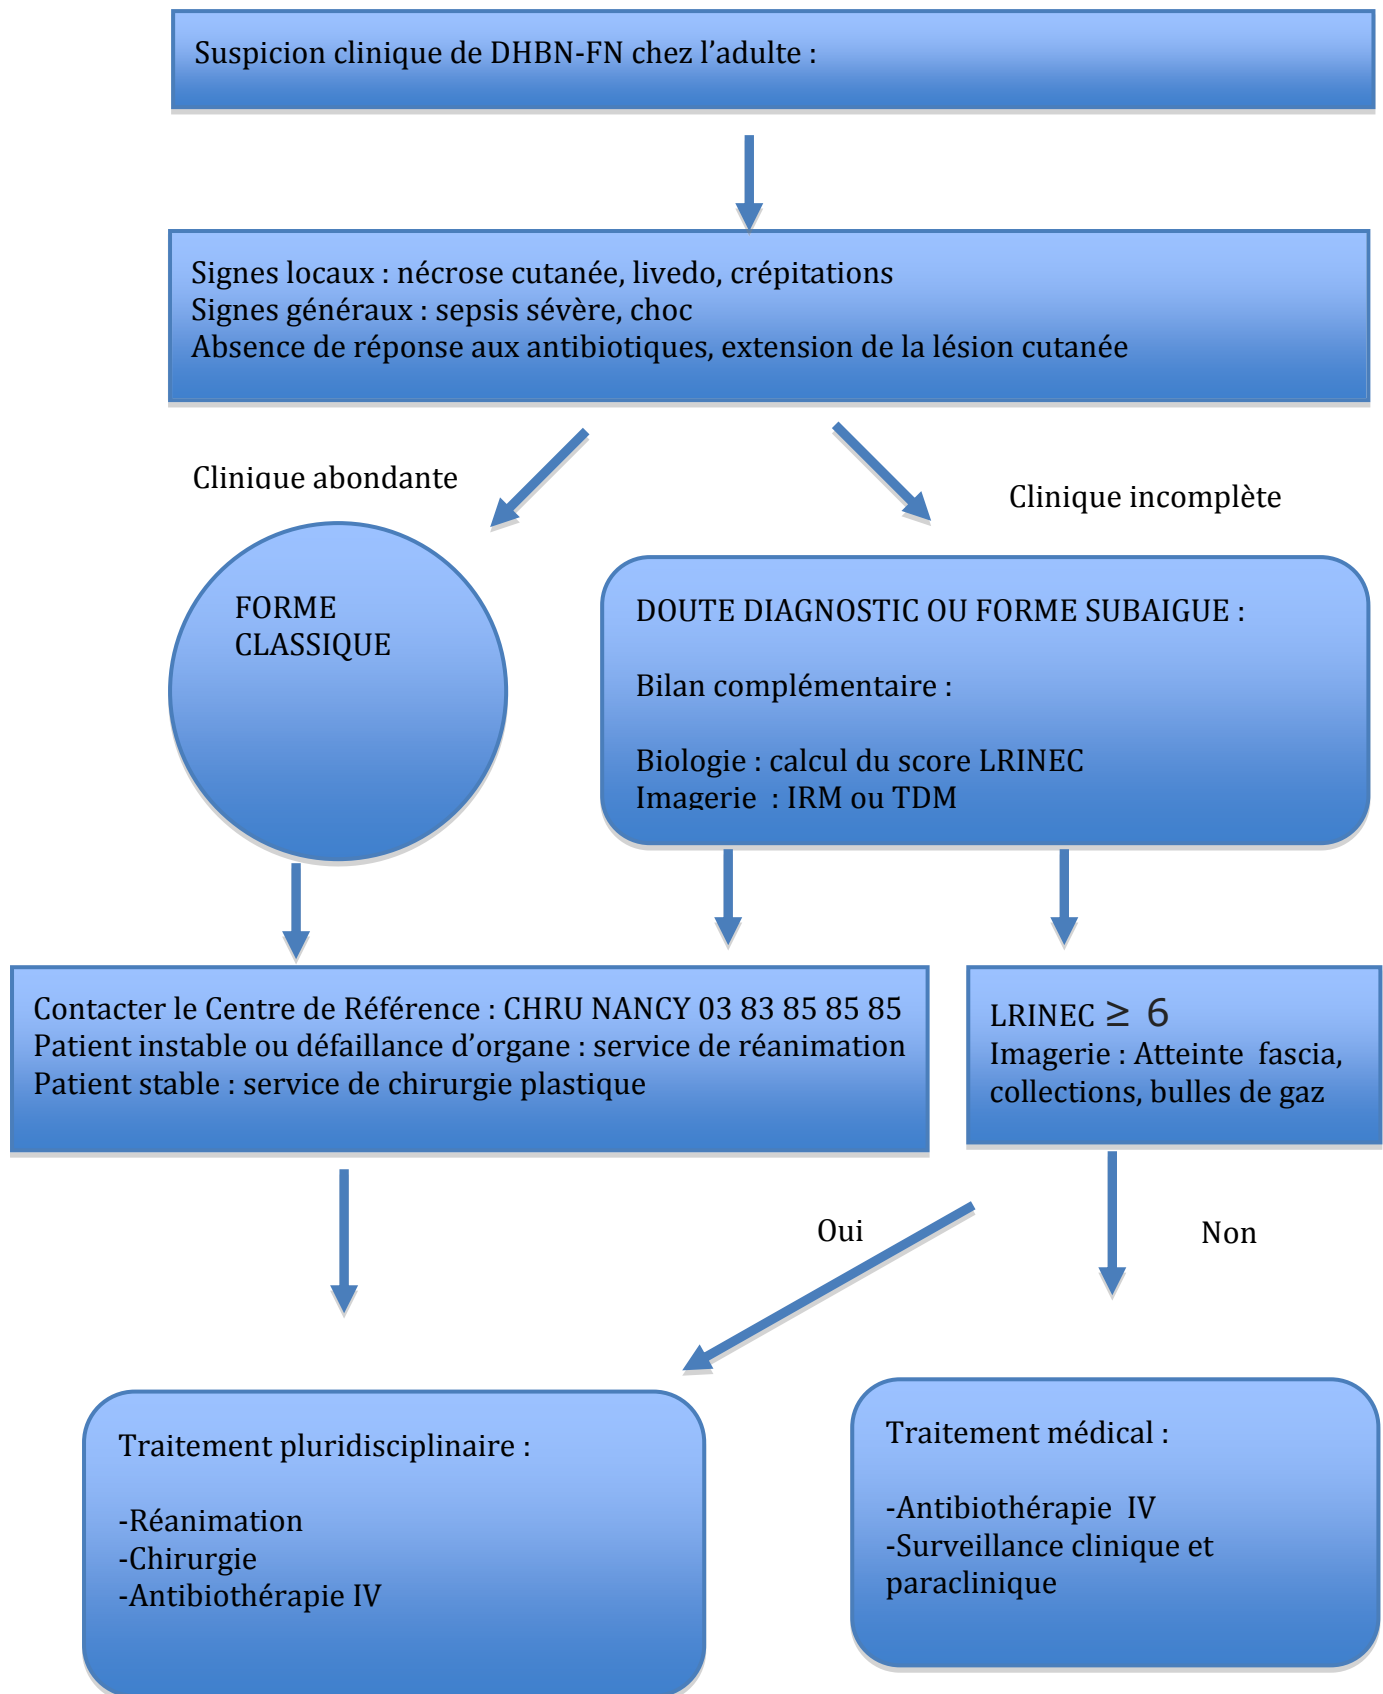 Suspicion clinique de DHBN-FN chez l’adulte :
Signes locaux : nécrose cutanée, livedo, crépitations
Signes généraux : sepsis sévère, choc
Absence de réponse aux antibiotiques, extension de la lésion cutanée
Clinique abondante
Clinique incomplète
FORME
CLASSIQUE
DOUTE DIAGNOSTIC OU FORME SUBAIGUE :
Bilan complémentaire :
Biologie : calcul du score LRINEC
Imagerie : IRM ou TDM
Contacter le Centre de Référence : CHRU NANCY 03 83 85 85 85
Patient instable ou défaillance d’organe : service de réanimation
Patient stable : service de chirurgie plastique
LRINEC ≥ 6
Imagerie : Atteinte fascia,
collections, bulles de gaz
Oui
Non
Traitement pluridisciplinaire :
-Réanimation
-Chirurgie
-Antibiothérapie IV
Traitement médical :
-Antibiothérapie IV
-Surveillance clinique et
paraclinique